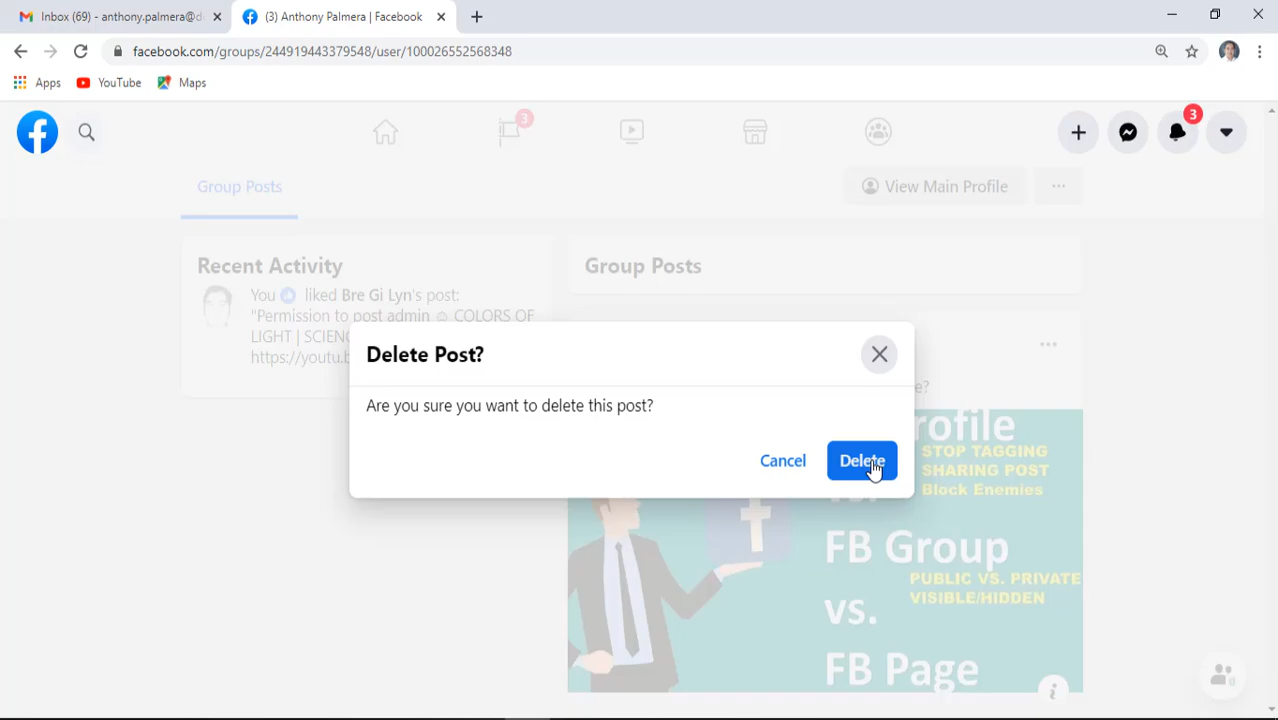 Inbox (69) - anthony.palmera@d
(3) Anthony Palmera | Facebook
facebook.com/groups/244919443379548/user/100026552568348
Apps
YouTube
Maps
3
3
Group Posts
View Main Profile
Recent Activity
You liked Bre Gi Lyn's post:
"Permission to post admin ☺ COLORS OF
LIGHT | SCIENC
https://youtu.b
Group Posts
e?
Delete Post?
Are you sure you want to delete this post?
Cancel
Delete
rofile
STOP TAGGING
SHARING POST
Block Enemies
vs.
FB Group
PUBLIC VS. PRIVATE
VISIBLE/HIDDEN
vs.
FB Page